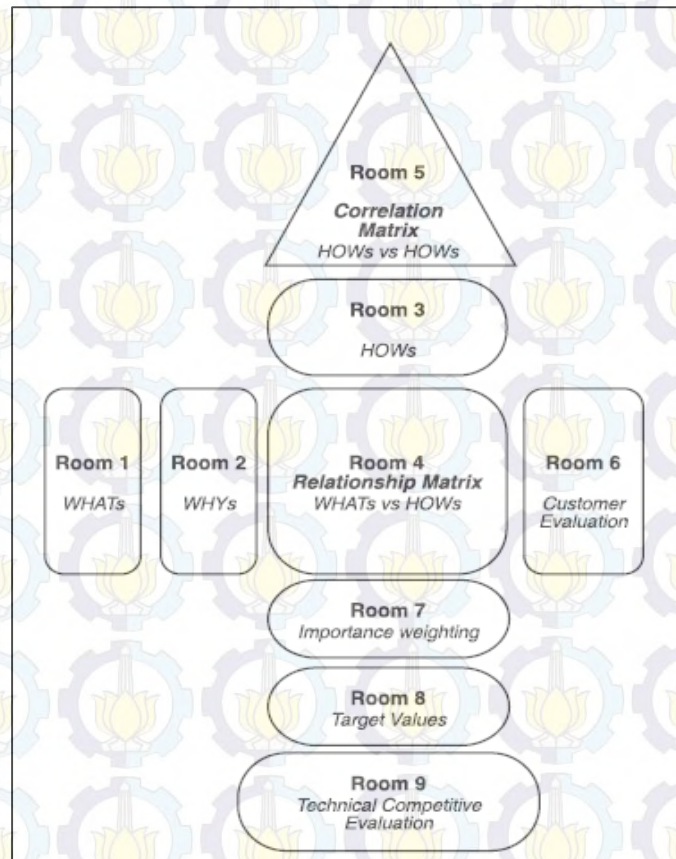 Room 5
Correlation
Matrix
HOWs vs HOWs
Room 3
HOWs
Room 1
WHATs
Room 2
WHYs
Room 4
Relationship Matrix
WHATs vs HOWs
Room 6
Customer
Evaluation
Room 7
Importance weighting
Room 8
Target Values
Room 9
Technical Competitive
Evaluation